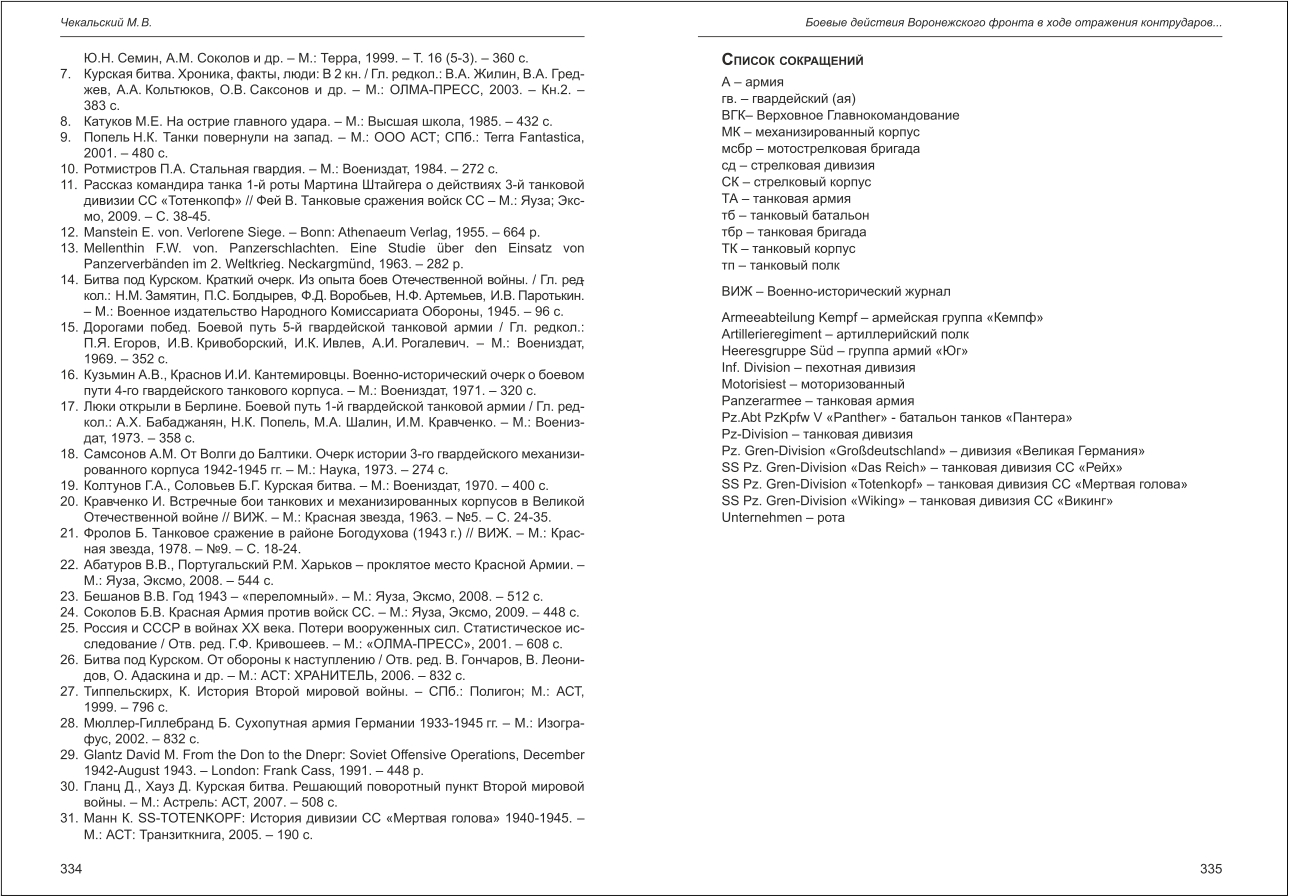 Чекальский М. В.
Ю.Н. Семин, А.М. Соколов и др. – М.: Терра, 1999. – Т. 16 (5-3). – 360 с.
7. Курская битва. Хроника, факты, люди: В 2 кн. / Гл. редкол.: В.А. Жилин, В.А. Гред-
жев, А.А. Кольтюков, О.В. Саксонов и др. – М.: ОЛМА-ПРЕСС, 2003. – Кн.2. –
383 с.
8. Катуков М.Е. На острие главного удара. – М.: Высшая школа, 1985. – 432 с.
9. Попель Н.К. Танки повернули на запад. – М.: ООО АСТ; СПб.: Terra Fantastica,
2001. – 480 с.
10. Ротмистров П.А. Стальная гвардия. – М.: Воениздат, 1984. – 272 с.
11. Рассказ командира танка 1-й роты Мартина Штайгера о действиях 3-й танковой
дивизии СС «Тотенкопф» // Фей В. Танковые сражения войск СС – М.: Яуза; Экс-
мо, 2009. – С. 38-45.
12. Manstein E. von. Verlorene Siege. – Bonn: Athenaeum Verlag, 1955. – 664 p.
13. Mellenthin F.W. von. Panzerschlachten. Eine Studie über den Einsatz von
Panzerverbänden im 2. Weltkrieg. Neckargmünd, 1963. – 282 p.
14. Битва под Курском. Краткий очерк. Из опыта боев Отечественной войны. / Гл. ред-
кол.: Н.М. Замятин, П.С. Болдырев, Ф.Д. Воробьев, Н.Ф. Артемьев, И.В. Паротькин.
– М.: Военное издательство Народного Комиссариата Обороны, 1945. – 96 с.
15. Дорогами побед. Боевой путь 5-й гвардейской танковой армии / Гл. редкол.:
П.Я. Егоров, И.В. Кривоборский, И.К. Ивлев, А.И. Рогалевич. – М.: Воениздат,
1969. – 352 с.
16. Кузьмин А.В., Краснов И.И. Кантемировцы. Военно-исторический очерк о боевом
пути 4-го гвардейского танкового корпуса. – М.: Воениздат, 1971. – 320 с.
17. Люки открыли в Берлине. Боевой путь 1-й гвардейской танковой армии / Гл. ред-
кол.: А.Х. Бабаджанян, Н.К. Попель, М.А. Шалин, И.М. Кравченко. – М.: Воениз-
дат, 1973. – 358 с.
18. Самсонов А.М. От Волги до Балтики. Очерк истории 3-го гвардейского механизи-
рованного корпуса 1942-1945 гг. – М.: Наука, 1973. – 274 с.
19. Колтунов Г.А., Соловьев Б.Г. Курская битва. – М.: Воениздат, 1970. – 400 с.
20. Кравченко И. Встречные бои танковых и механизированных корпусов в Великой
Отечественной войне // ВИЖ. – М.: Красная звезда, 1963. – №5. – С. 24-35.
21. Фролов Б. Танковое сражение в районе Богодухова (1943 г.) // ВИЖ. – М.: Крас-
ная звезда, 1978. – №9. – С. 18-24.
22. Абатуров В.В., Португальский Р.М. Харьков – проклятое место Красной Армии. –
М.: Яуза, Эксмо, 2008. – 544 с.
23. Бешанов В.В. Год 1943 – «переломный». – М.: Яуза, Эксмо, 2008. – 512 с.
24. Соколов Б.В. Красная Армия против войск СС. – М.: Яуза, Эксмо, 2009. – 448 с.
25. Россия и СССР в войнах XX века. Потери вооруженных сил. Статистическое ис-
следование / Отв. ред. Г.Ф. Кривошеев. – М.: «ОЛМА-ПРЕСС», 2001. – 608 с.
26. Битва под Курском. От обороны к наступлению / Отв. ред. В. Гончаров, В. Леони-
дов, О. Адаскина и др. – М.: АСТ: ХРАНИТЕЛЬ, 2006. – 832 с.
27. Типпельскирх, К. История Второй мировой войны. – СПб.: Полигон; М.: АСТ,
1999. – 796 с.
28. Мюллер-Гиллебранд Б. Сухопутная армия Германии 1933-1945 гг. – М.: Изогра-
фус, 2002. – 832 с.
29. Glantz David M. From the Don to the Dnepr: Soviet Offensive Operations, December
1942-August 1943. – London: Frank Cass, 1991. – 448 p.
30. Гланц Д., Хауз Д. Курская битва. Решающий поворотный пункт Второй мировой
войны. – М.: Астрель: АСТ, 2007. – 508 с.
31. Манн К. SS-TOTENKOPF: История дивизии СС «Мертвая голова» 1940-1945. –
М.: АСТ: Транзиткнига, 2005. – 190 с.
334
Боевые действия Воронежского фронта в ходе отражения контрударов...
Список сокращений
А – армия
гв. – гвардейский (ая)
ВГК– Верховное Главнокомандование
МК – механизированный корпус
мсбр – мотострелковая бригада
сд – стрелковая дивизия
СК – стрелковый корпус
ТА – танковая армия
тб – танковый батальон
тбр – танковая бригада
ТК – танковый корпус
тп – танковый полк
ВИЖ – Военно-исторический журнал
Armeeabteilung Kempf – армейская группа «Кемпф»
Artillerieregiment – артиллерийский полк
Heeresgruppe Süd – группа армий «Юг»
Inf. Division – пехотная дивизия
Motorisiest – моторизованный
Panzerarmee – танковая армия
Pz.Abt PzKpfw V «Panther» - батальон танков «Пантера»
Pz-Division – танковая дивизия
Pz. Gren-Division «Großdeutschland» – дивизия «Великая Германия»
SS Pz. Gren-Division «Das Reich» – танковая дивизия СС «Рейх»
SS Pz. Gren-Division «Totenkopf» – танковая дивизия СС «Мертвая голова»
SS Pz. Gren-Division «Wiking» – танковая дивизия СС «Викинг»
Unternehmen – рота
335